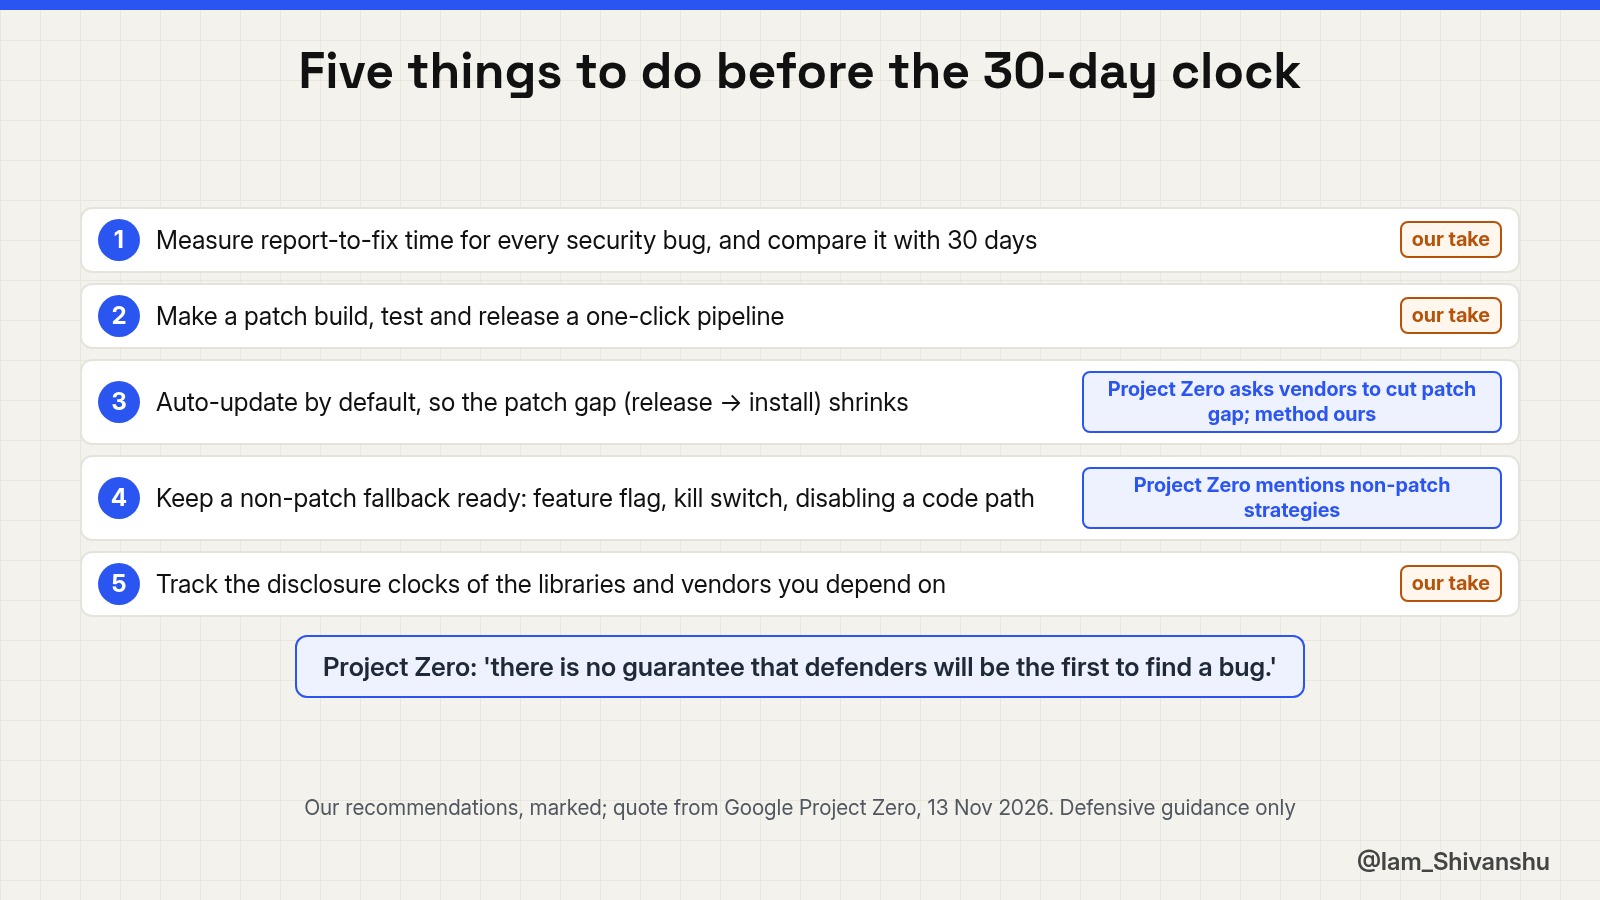 Five things to do before the 30-day clock
1 Measure report-to-fix time for every security bug, and compare it with 30 days our take
2 Make a patch build, test and release a one-click pipeline our take
3 Auto-update by default, so the patch gap (release → install) shrinks
Project Zero asks vendors to cut patch
gap; method ours
4 Keep a non-patch fallback ready: feature flag, kill switch, disabling a code path
Project Zero mentions non-patch
strategies
5 Track the disclosure clocks of the libraries and vendors you depend on our take
Project Zero: 'there is no guarantee that defenders will be the first to find a bug.'
Our recommendations, marked; quote from Google Project Zero, 13 Nov 2026. Defensive guidance only
@Iam_Shivanshu